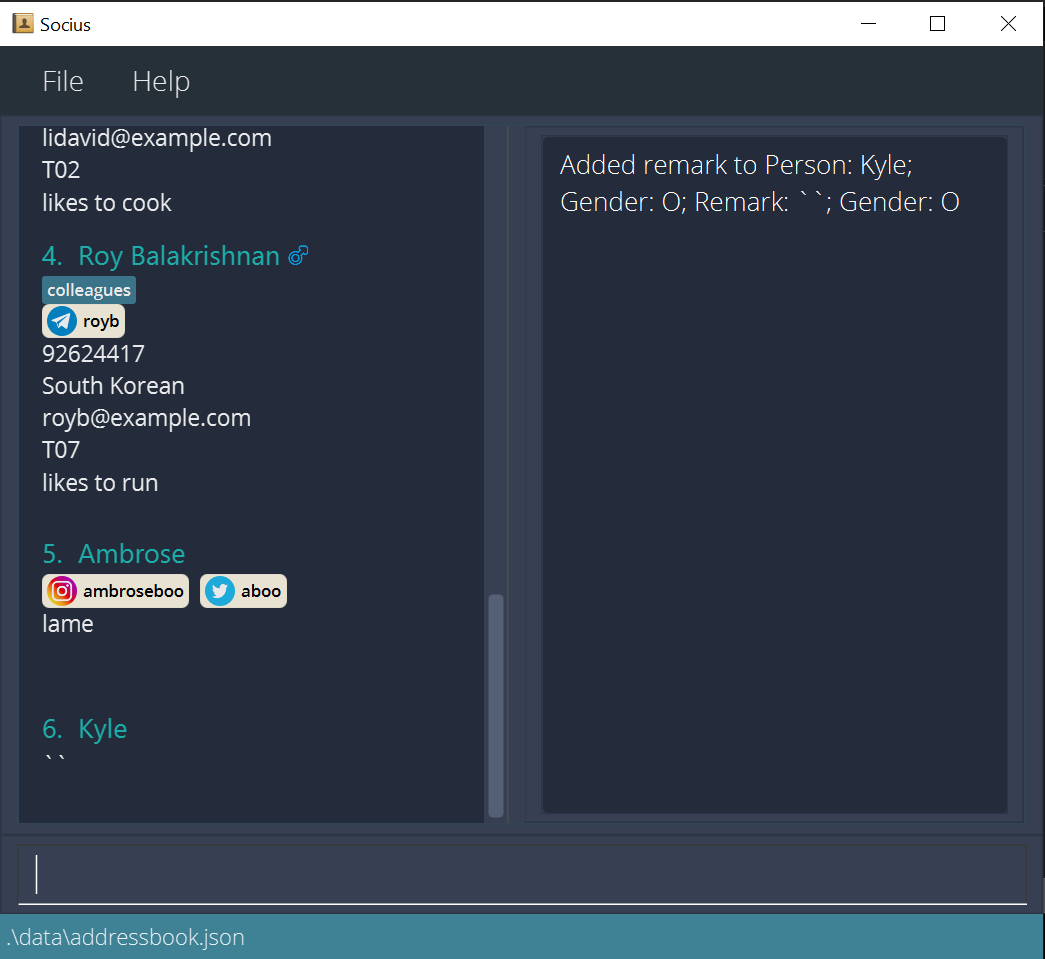 Socius
File Help
lidavid@example.com
T02
likes to cook
4. Roy Balakrishnan
colleagues
royb
92624417
South Korean
royb@example.com
T07
likes to run
5. Ambrose
ambroseboo aboo
lame
6. Kyle
``
Added remark to Person: Kyle;
Gender: O; Remark: ``; Gender: O
.\data\addressbook.json